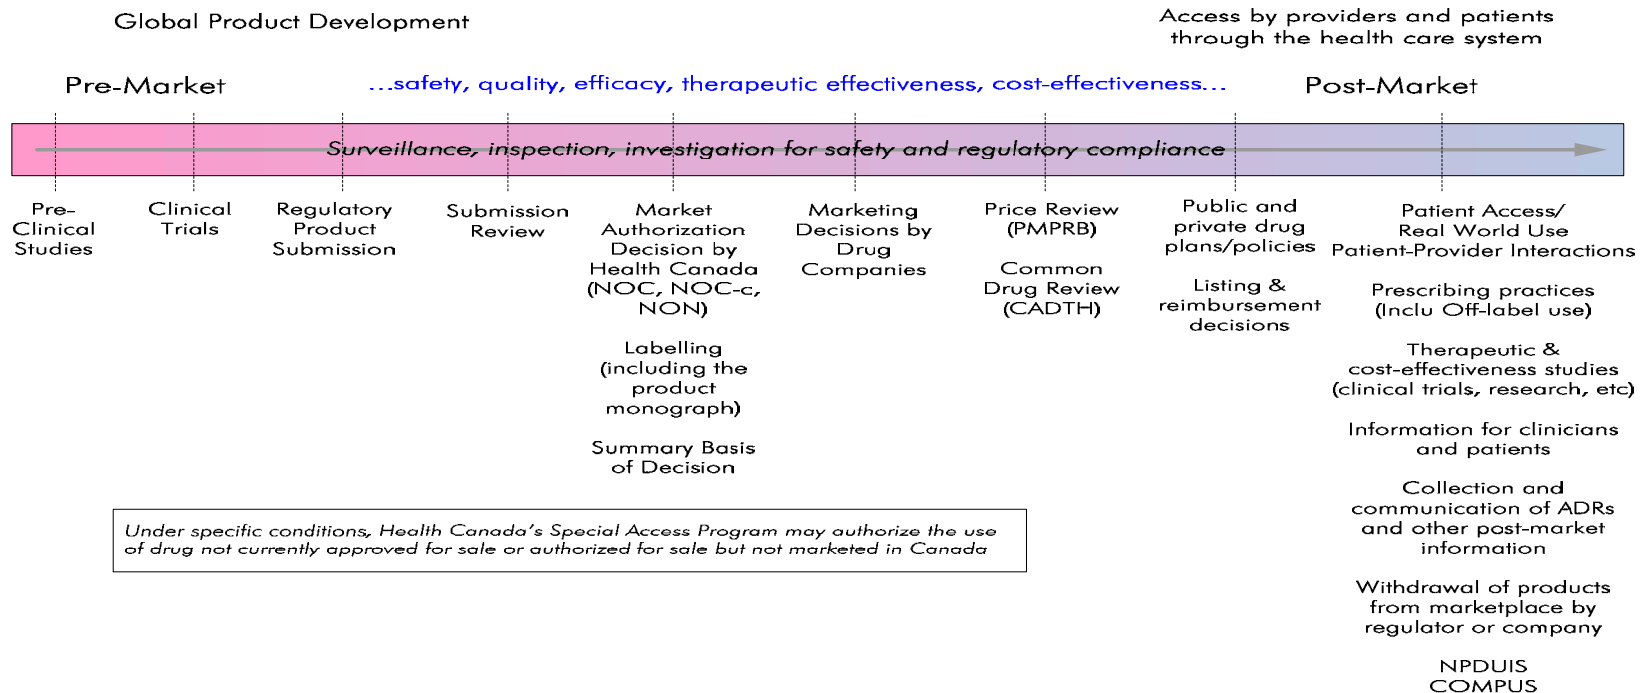 Global Product Development
Access by providers and patients
through the health care system
Pre-Market
...safety, quality, efficacy, therapeutic effectiveness, cost-effectiveness...
Post-Market
Surveillance, inspection, investigation for safety and regulatory compliance
Pre-
Clinical
Studies
Clinical
Trials
Regulatory
Product
Submission
Submission
Review
Market
Authorization
Decision by
Health Canada
(NOC, NOC-c,
NON)
Labelling
(including the
product
monograph)
Summary Basis
of Decision
Marketing
Decisions by
Drug
Companies
Price Review
(PMPRB)
Common
Drug Review
(CADTH)
Public and
private drug
plans/policies
Listing &
reimbursement
decisions
Patient Access/
Real World Use
Patient-Provider Interactions
Prescribing practices
(Inclu Off-label use)
Therapeutic &
cost-effectiveness studies
(clinical trials, research, etc)
Information for clinicians
and patients
Collection and
communication of ADRs
and other post-market
information
Withdrawal of products
from marketplace by
regulator or company
NPDUIS
COMPUS
Under specific conditions, Health Canada's Special Access Program may authorize the use
of drug not currently approved for sale or authorized for sale but not marketed in Canada